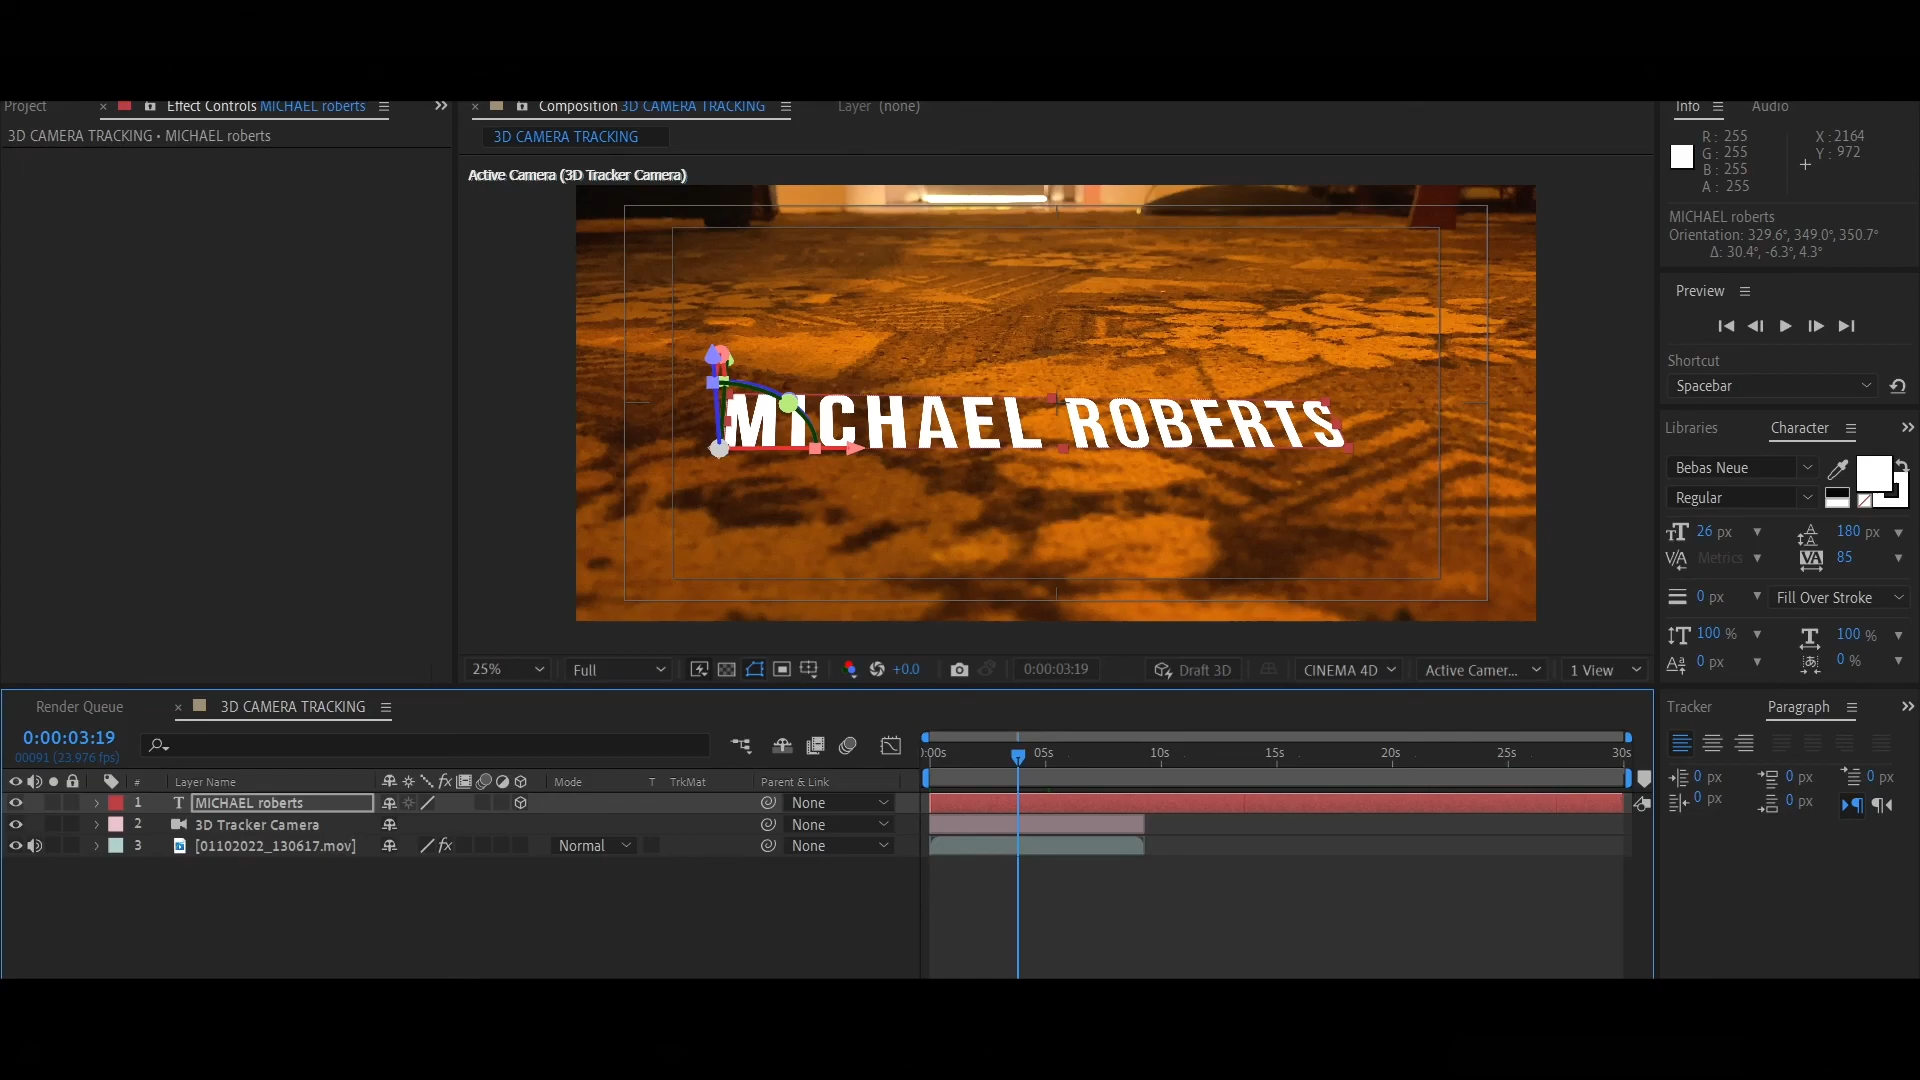 Project
Effect Controls MICHAEL roberts
Composition 3D CAMERA TRACKING
Layer (none)
Info
Audio
3D CAMERA TRACKING • MICHAEL roberts
3D CAMERA TRACKING
R : 255
X : 2164
G : 255
Y : 972
B : 255
A : 255
Active Camera (3D Tracker Camera)
MICHAEL roberts
Orientation: 329.6°, 349.0°, 350.7°
Δ: 30.4°, -6.3°, 4.3°
Preview
Shortcut
Spacebar
MICHAEL ROBERTS
Libraries
Character
Bebas Neue
Regular
26 px
180 px
Metrics
85
0 px
Fill Over Stroke
100 %
100 %
0 px
0 %
25%
Full
+0.0
0:00:03:19
Draft 3D
CINEMA 4D
Active Camer...
1 View
Render Queue
3D CAMERA TRACKING
Tracker
Paragraph
0:00:03:19
00091 (23.976 fps)
):00s
05s
10s
15s
20s
25s
30s
0 px
0 px
0 px
0 px
0 px
#
Layer Name
fx
Mode
T
TrkMat
Parent & Link
1
T
MICHAEL roberts
None
2
3D Tracker Camera
None
3
[01102022_130617.mov]
fx
Normal
None